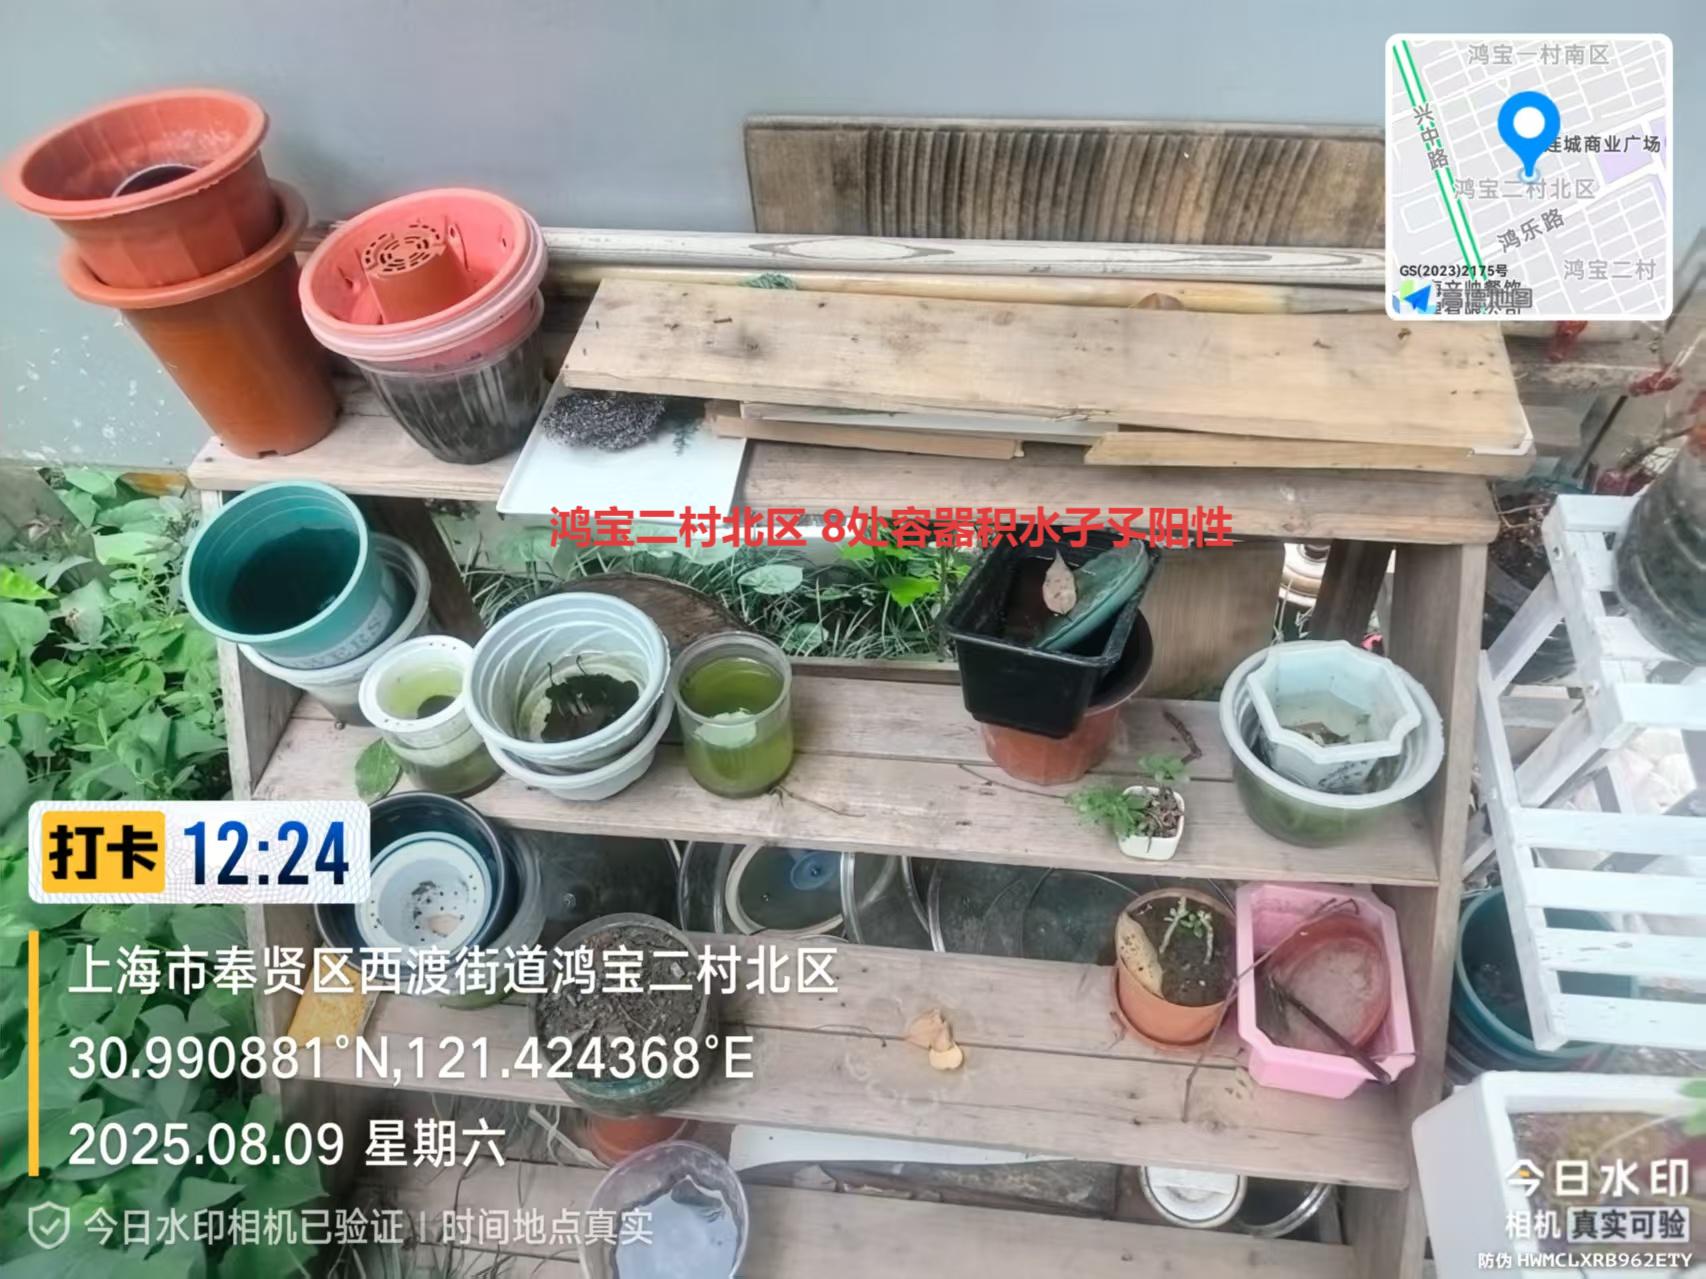 鸿宝一村南区
兴中路
连城商业广场
鸿宝二村北区
鸿乐路
GS(2023)2175号
鸿宝二村
高德地图
鸿宝二村北区 8处容器积水孑孓阳性
打卡 12:24
上海市奉贤区西渡街道鸿宝二村北区
30.990881°N,121.424368°E
2025.08.09 星期六
今日水印相机已验证 | 时间地点真实
今日水印
相机 真实可验
防伪 HWMCLXRB962ETY